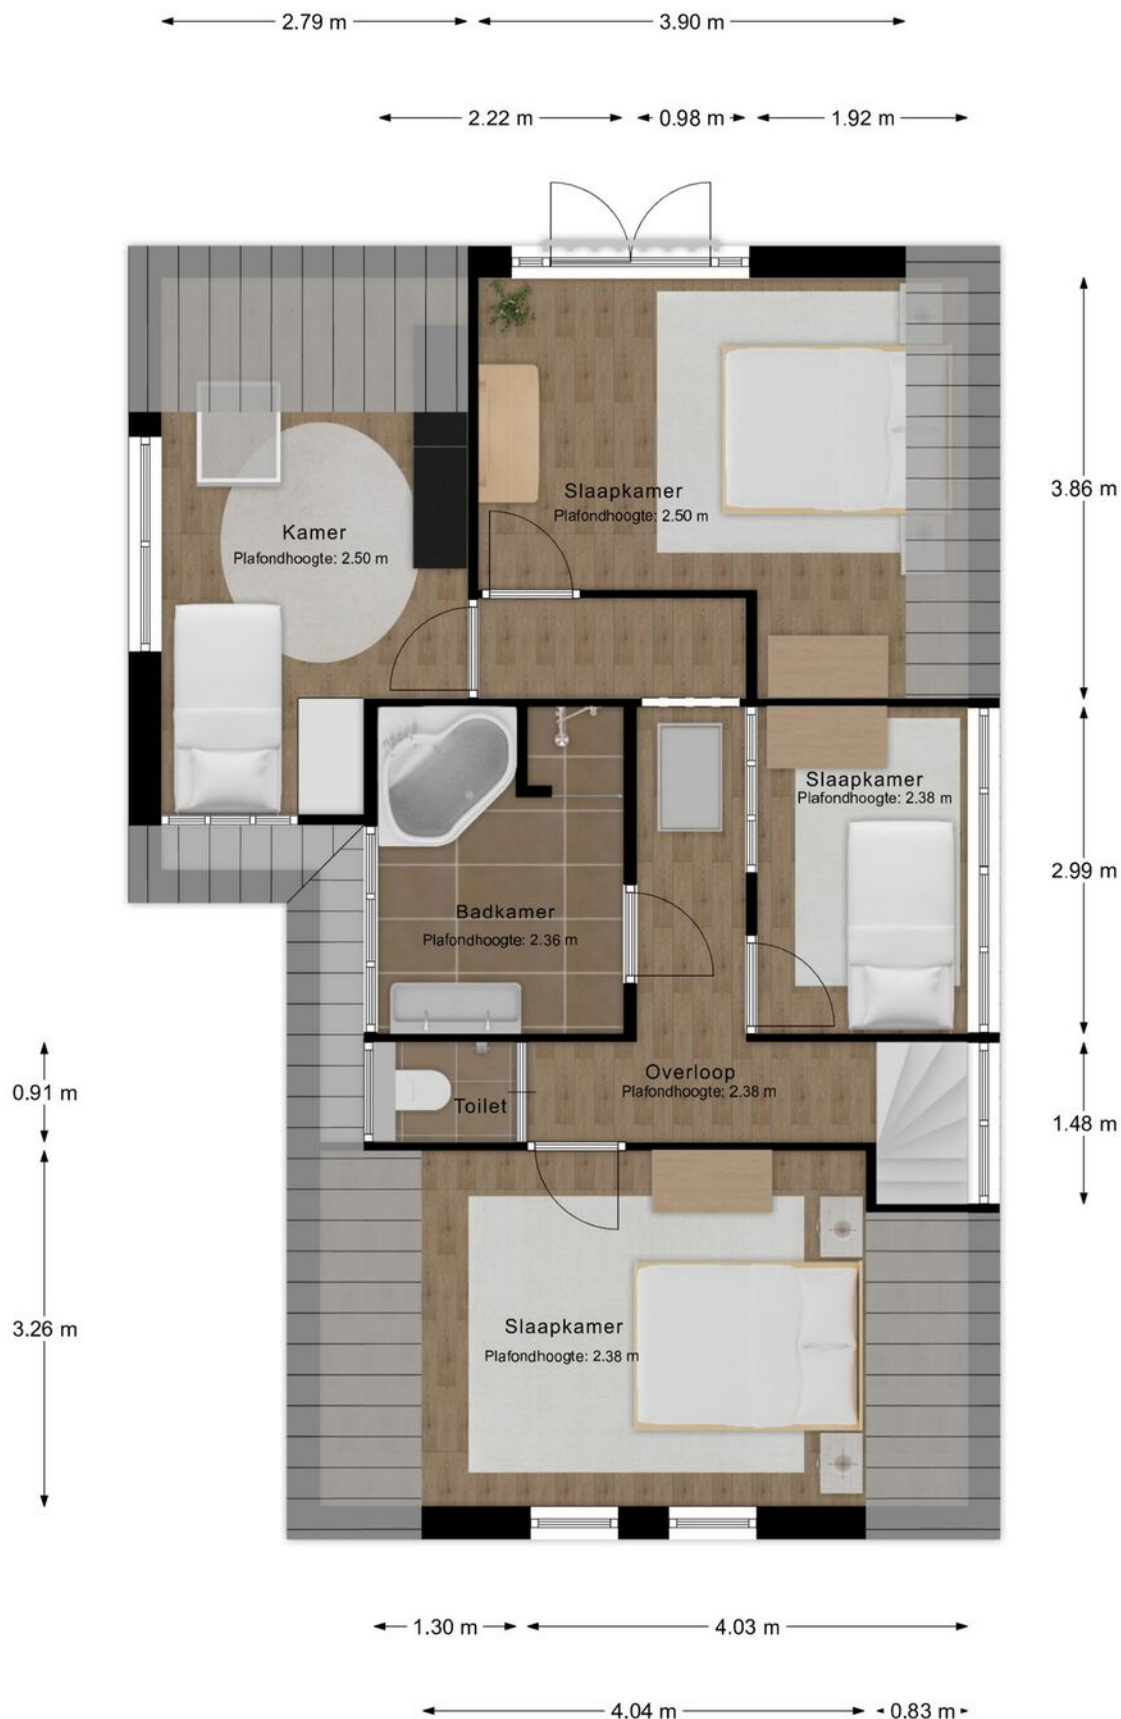 2.79 m
3.90 m
2.22 m
0.98 m
1.92 m
Slaapkamer
Plafondhoogte: 2.50 m
3.86 m
Kamer
Plafondhoogte: 2.50 m
Slaapkamer
Plafondhoogte: 2.38 m
2.99 m
Badkamer
Plafondhoogte: 2.36 m
0.91 m
Overloop
Plafondhoogte: 2.38 m
Toilet
1.48 m
3.26 m
Slaapkamer
Plafondhoogte: 2.38 m
1.30 m
4.03 m
4.04 m
0.83 m